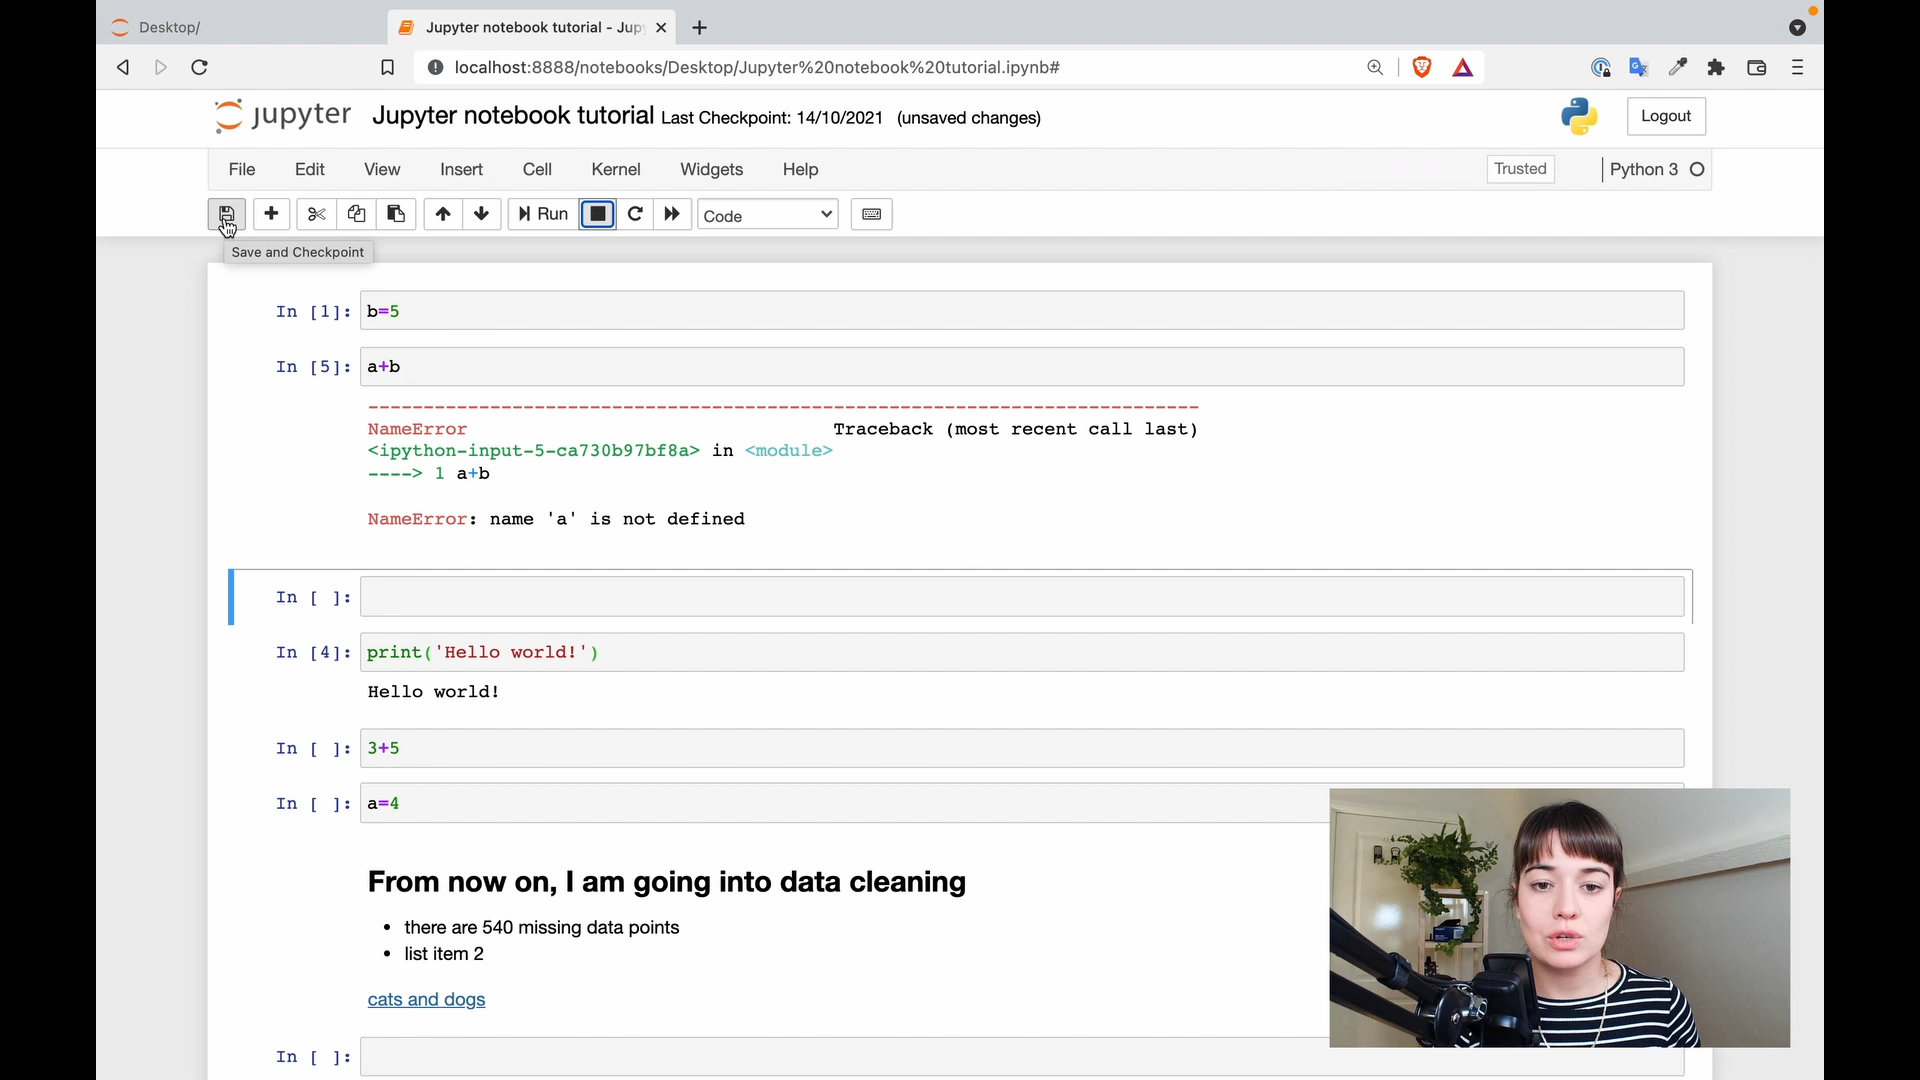 Desktop/
Jupyter notebook tutorial - Jup
localhost:8888/notebooks/Desktop/Jupyter%20notebook%20tutorial.ipynb#
jupyter Jupyter notebook tutorial Last Checkpoint: 14/10/2021 (unsaved changes)
Logout
File Edit View Insert Cell Kernel Widgets Help
Trusted
Python 3
Run
Code
Save and Checkpoint
In [1]: b=5
In [5]: a+b
---------------------------------------------------------------------------
NameError Traceback (most recent call last)
<ipython-input-5-ca730b97bf8a> in <module>
----> 1 a+b
NameError: name 'a' is not defined
In [ ]:
In [4]: print('Hello world!')
Hello world!
In [ ]: 3+5
In [ ]: a=4
From now on, I am going into data cleaning
• there are 540 missing data points
• list item 2
cats and dogs
In [ ]: